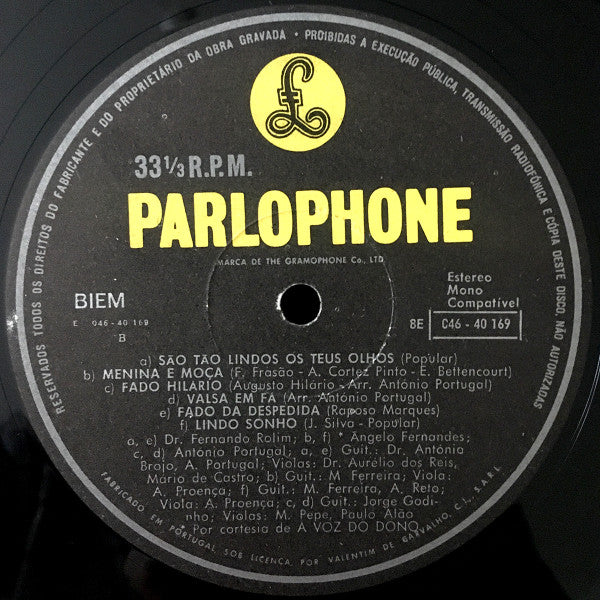 RESERVADOS TODOS OS DIREITOS DO FABRICANTE E DO PROPRIETÁRIO DA OBRA GRAVADA • PROIBIDAS A EXECUÇÃO PÚBLICA, TRANSMISSÃO RADIOFÓNICA E CÓPIA DESTE DISCO, NÃO AUTORIZADAS
£
33⅓ R.P.M.
PARLOPHONE
MARCA DE THE GRAMOPHONE Co., LTD
BIEM
E 046-40 169
B
Estereo
Mono
Compatível
8E C46 - 40 169
a) SÃO TÃO LINDOS OS TEUS OLHOS (Popular)
b) MENINA E MOÇA (F. Frasão - A. Cortez Pinto - E. Bettencourt)
c) FADO HILARIO (Augusto Hilário - Arr. António Portugal)
d) VALSA EM FÁ (Arr. António Portugal)
e) FADO DA DESPEDIDA (Raposo Marques)
f) LINDO SONHO (J. Silva - Popular)
a, e) Dr. Fernando Rolim; b, f) * Angelo Fernandes;
c, d) António Portugal; a, e) Guit.: Dr. António
Brojo, A. Portugal; Violas: Dr. Aurélio dos Reis,
Mário de Castro; b) Guit.: M Ferreira; Viola:
A. Proença; f) Guit.: M. Ferreira, A. Reto;
Viola: A. Proença; c, d) Guit.: Jorge Godi-
nho; Violas: M. Pepe, Paulo Alão
* Por cortesia de A VOZ DO DONO
FABRICADO EM PORTUGAL SOB LICENÇA, POR VALENTIM DE CARVALHO, C.I., S.A.R.L.